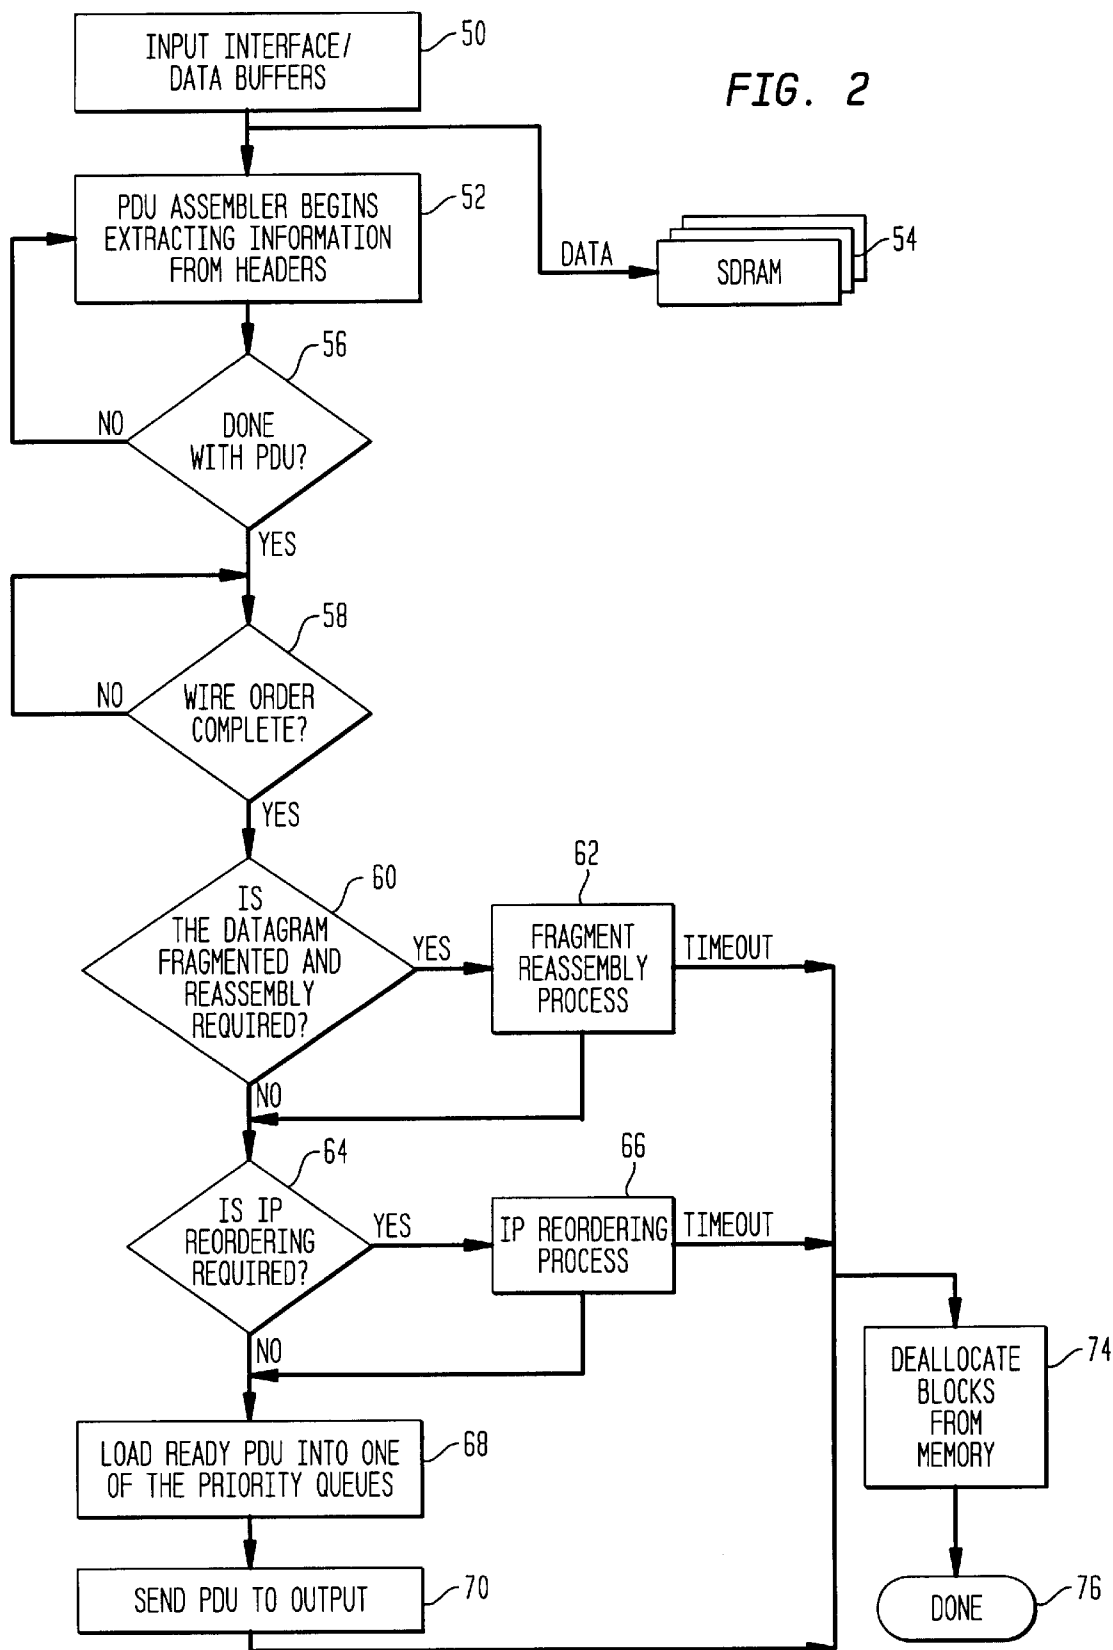 50
INPUT INTERFACE/
DATA BUFFERS
FIG. 2
52
PDU ASSEMBLER BEGINS
EXTRACTING INFORMATION
FROM HEADERS
54
DATA
SDRAM
56
NO
DONE
WITH PDU?
YES
58
NO
WIRE ORDER
COMPLETE?
YES
60
IS
THE DATAGRAM
FRAGMENTED AND
REASSEMBLY
REQUIRED?
YES
62
FRAGMENT
REASSEMBLY
PROCESS
TIMEOUT
NO
64
IS IP
REORDERING
REQUIRED?
YES
66
IP REORDERING
PROCESS
TIMEOUT
NO
74
DEALLOCATE
BLOCKS
FROM
MEMORY
68
LOAD READY PDU INTO ONE
OF THE PRIORITY QUEUES
70
SEND PDU TO OUTPUT
76
DONE